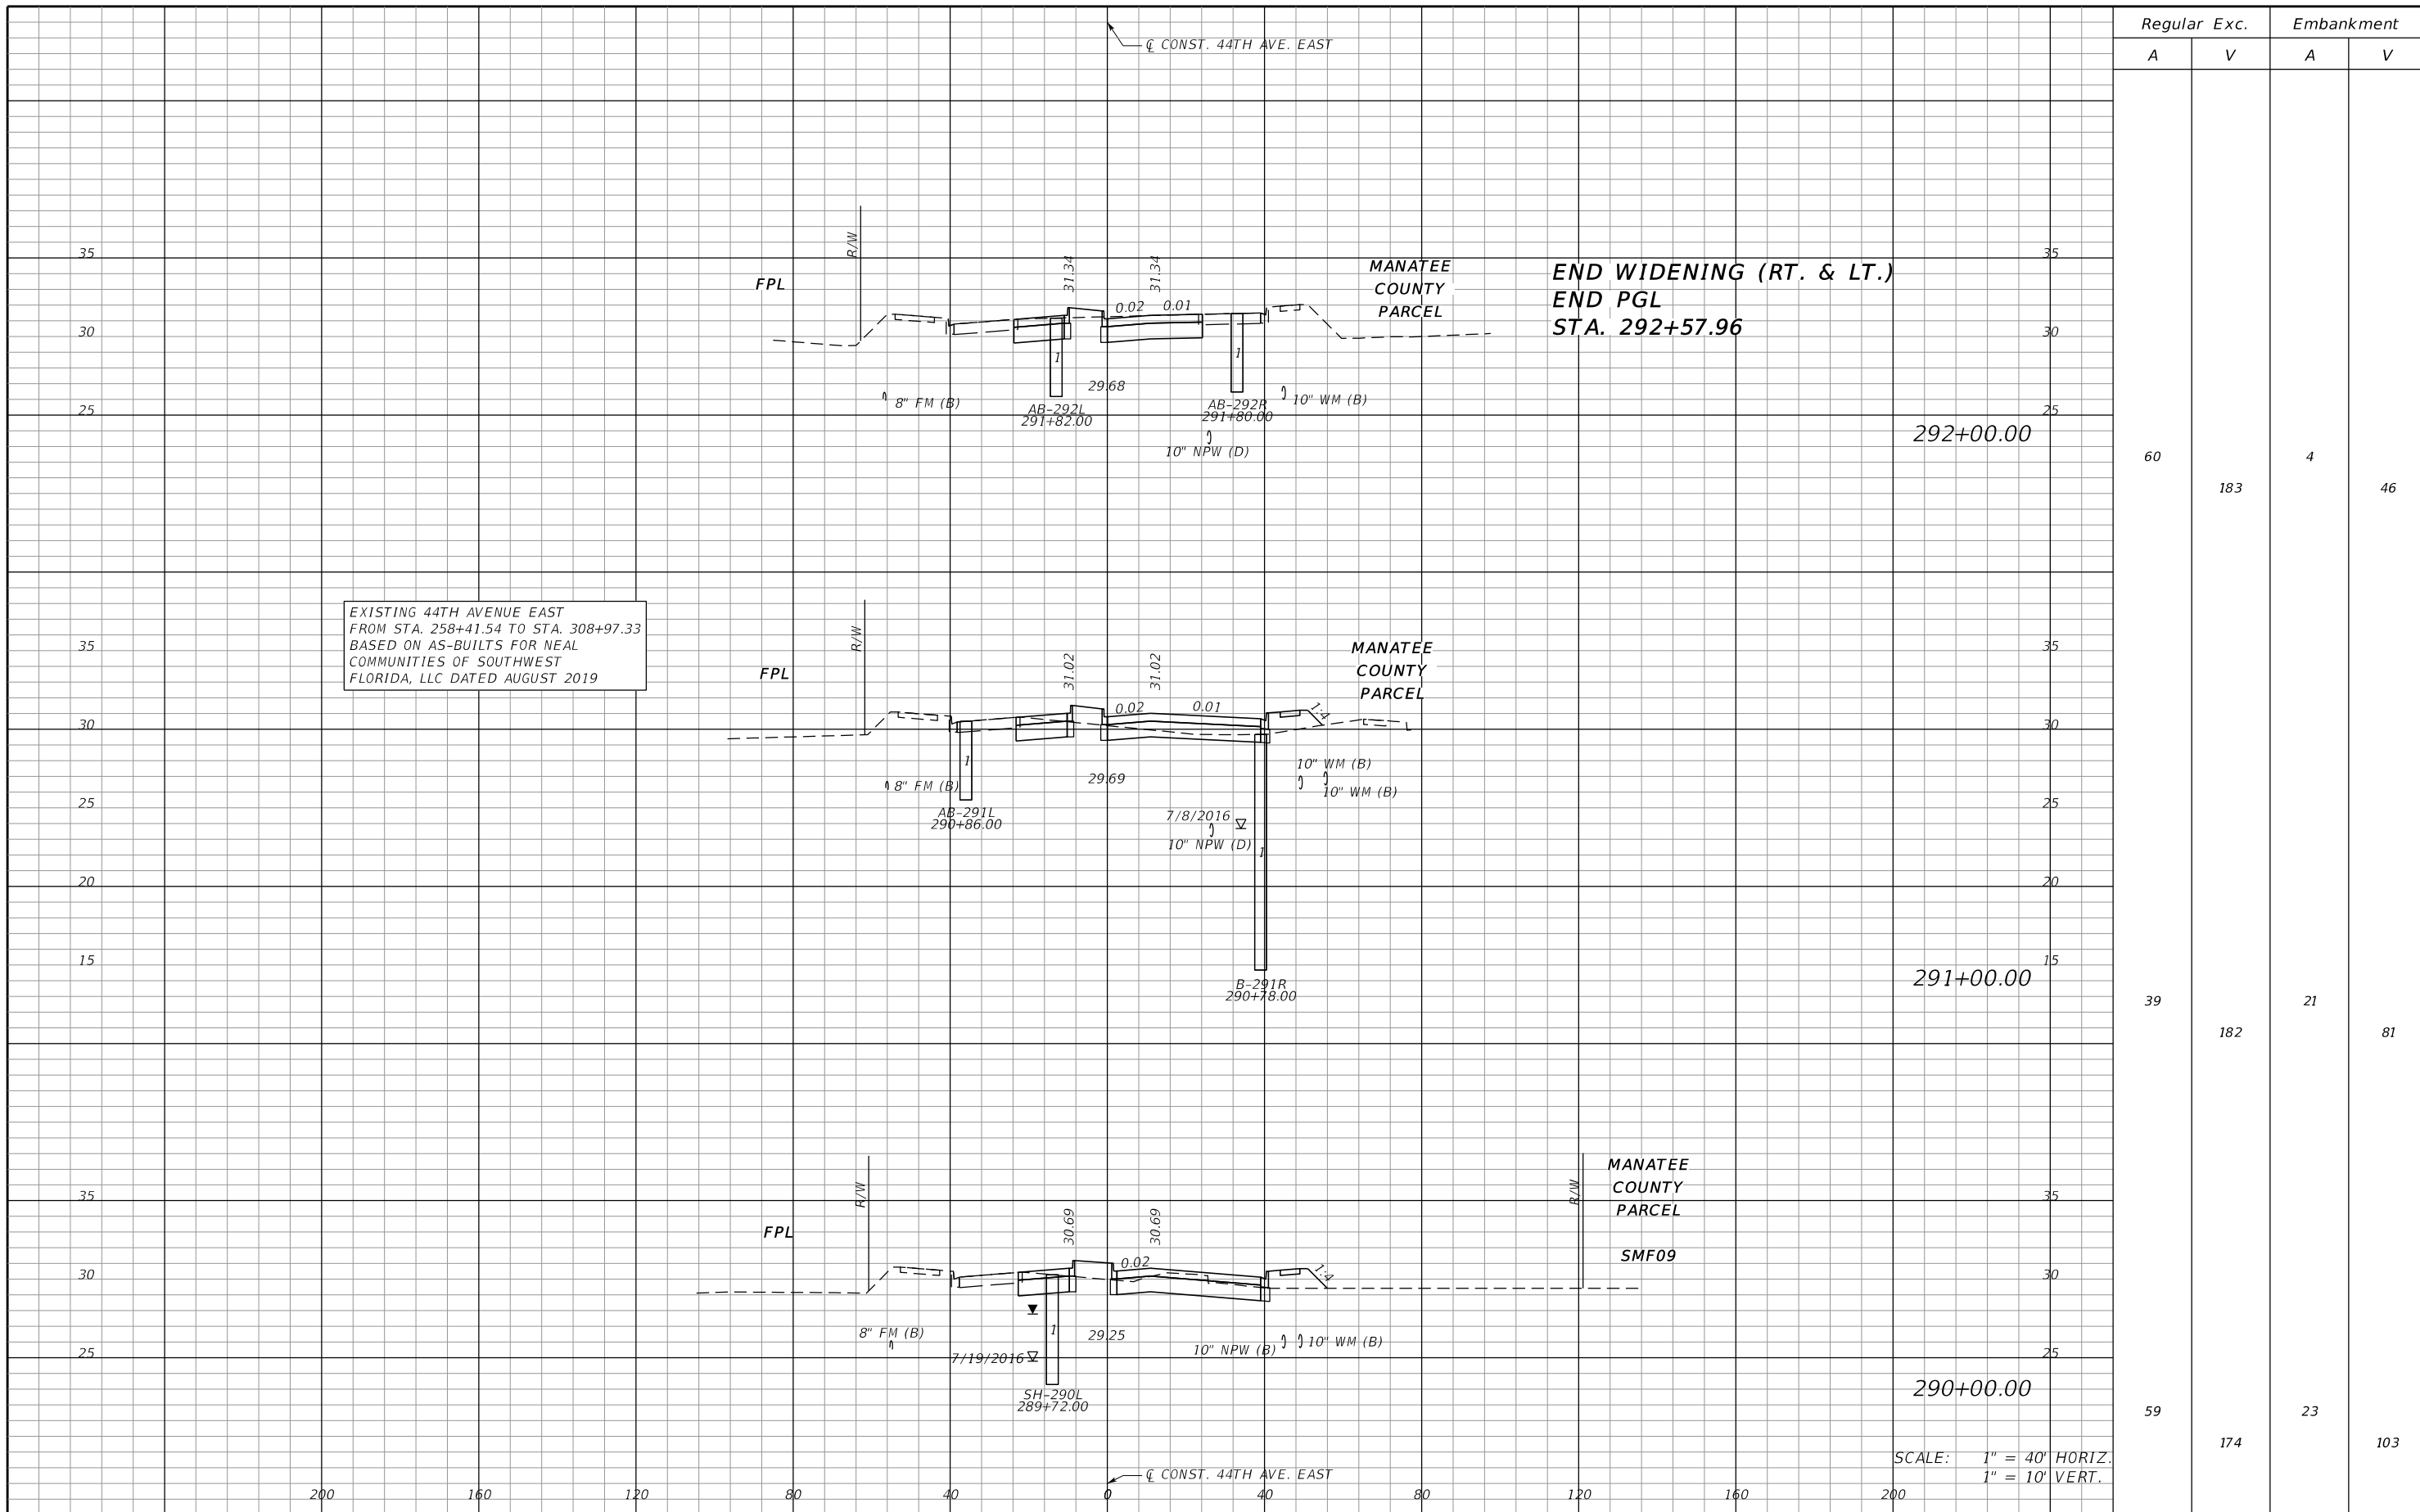 Regular Exc.
Embankment
A
V
A
V
℄ CONST. 44TH AVE. EAST
35
R/W
FPL
31.34
31.34
MANATEE
COUNTY
PARCEL
END WIDENING (RT. & LT.)
END PGL
STA. 292+57.96
35
0.02
0.01
30
30
1
1
29.68
8" FM (B)
AB-292L
291+82.00
AB-292R
291+80.00
10" WM (B)
25
25
10" NPW (D)
292+00.00
60
4
183
46
EXISTING 44TH AVENUE EAST
FROM STA. 258+41.54 TO STA. 308+97.33
BASED ON AS-BUILTS FOR NEAL
COMMUNITIES OF SOUTHWEST
FLORIDA, LLC DATED AUGUST 2019
35
R/W
FPL
31.02
31.02
MANATEE
COUNTY
PARCEL
35
0.02
0.01
1:4
30
30
1
29.69
8" FM (B)
10" WM (B)
10" WM (B)
25
25
AB-291L
290+86.00
7/8/2016
10" NPW (D)
1
20
20
15
15
B-291R
290+78.00
291+00.00
39
21
182
81
35
R/W
FPL
30.69
30.69
R/W
MANATEE
COUNTY
PARCEL
SMF09
35
0.02
1:4
30
30
8" FM (B)
1
29.25
10" NPW (B)
10" WM (B)
25
7/19/2016
25
SH-290L
289+72.00
290+00.00
59
23
174
103
℄ CONST. 44TH AVE. EAST
SCALE: 1" = 40' HORIZ.
1" = 10' VERT.
200
160
120
80
40
0
40
80
120
160
200